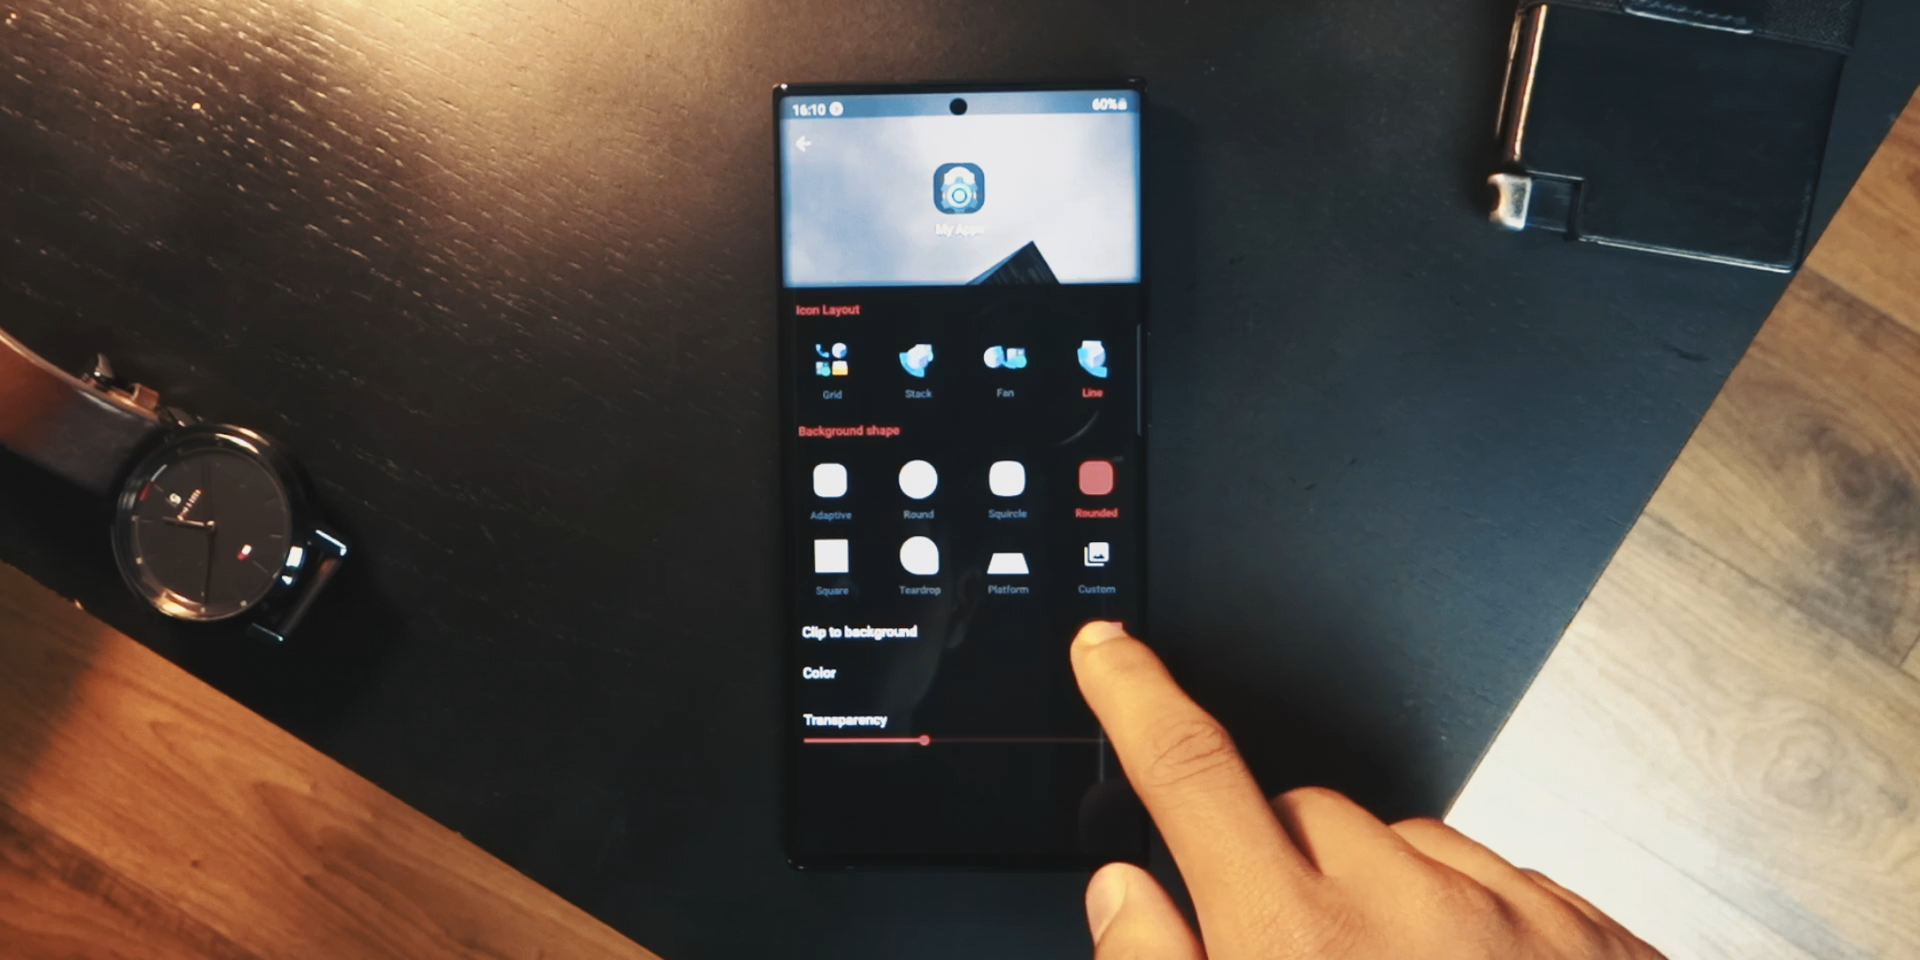 16:10 60%
My Apps
Icon Layout
Grid Stack Fan Line
Background shape
Adaptive Round Squircle Rounded
Square Teardrop Platform Custom
Clip to background
Color
Transparency